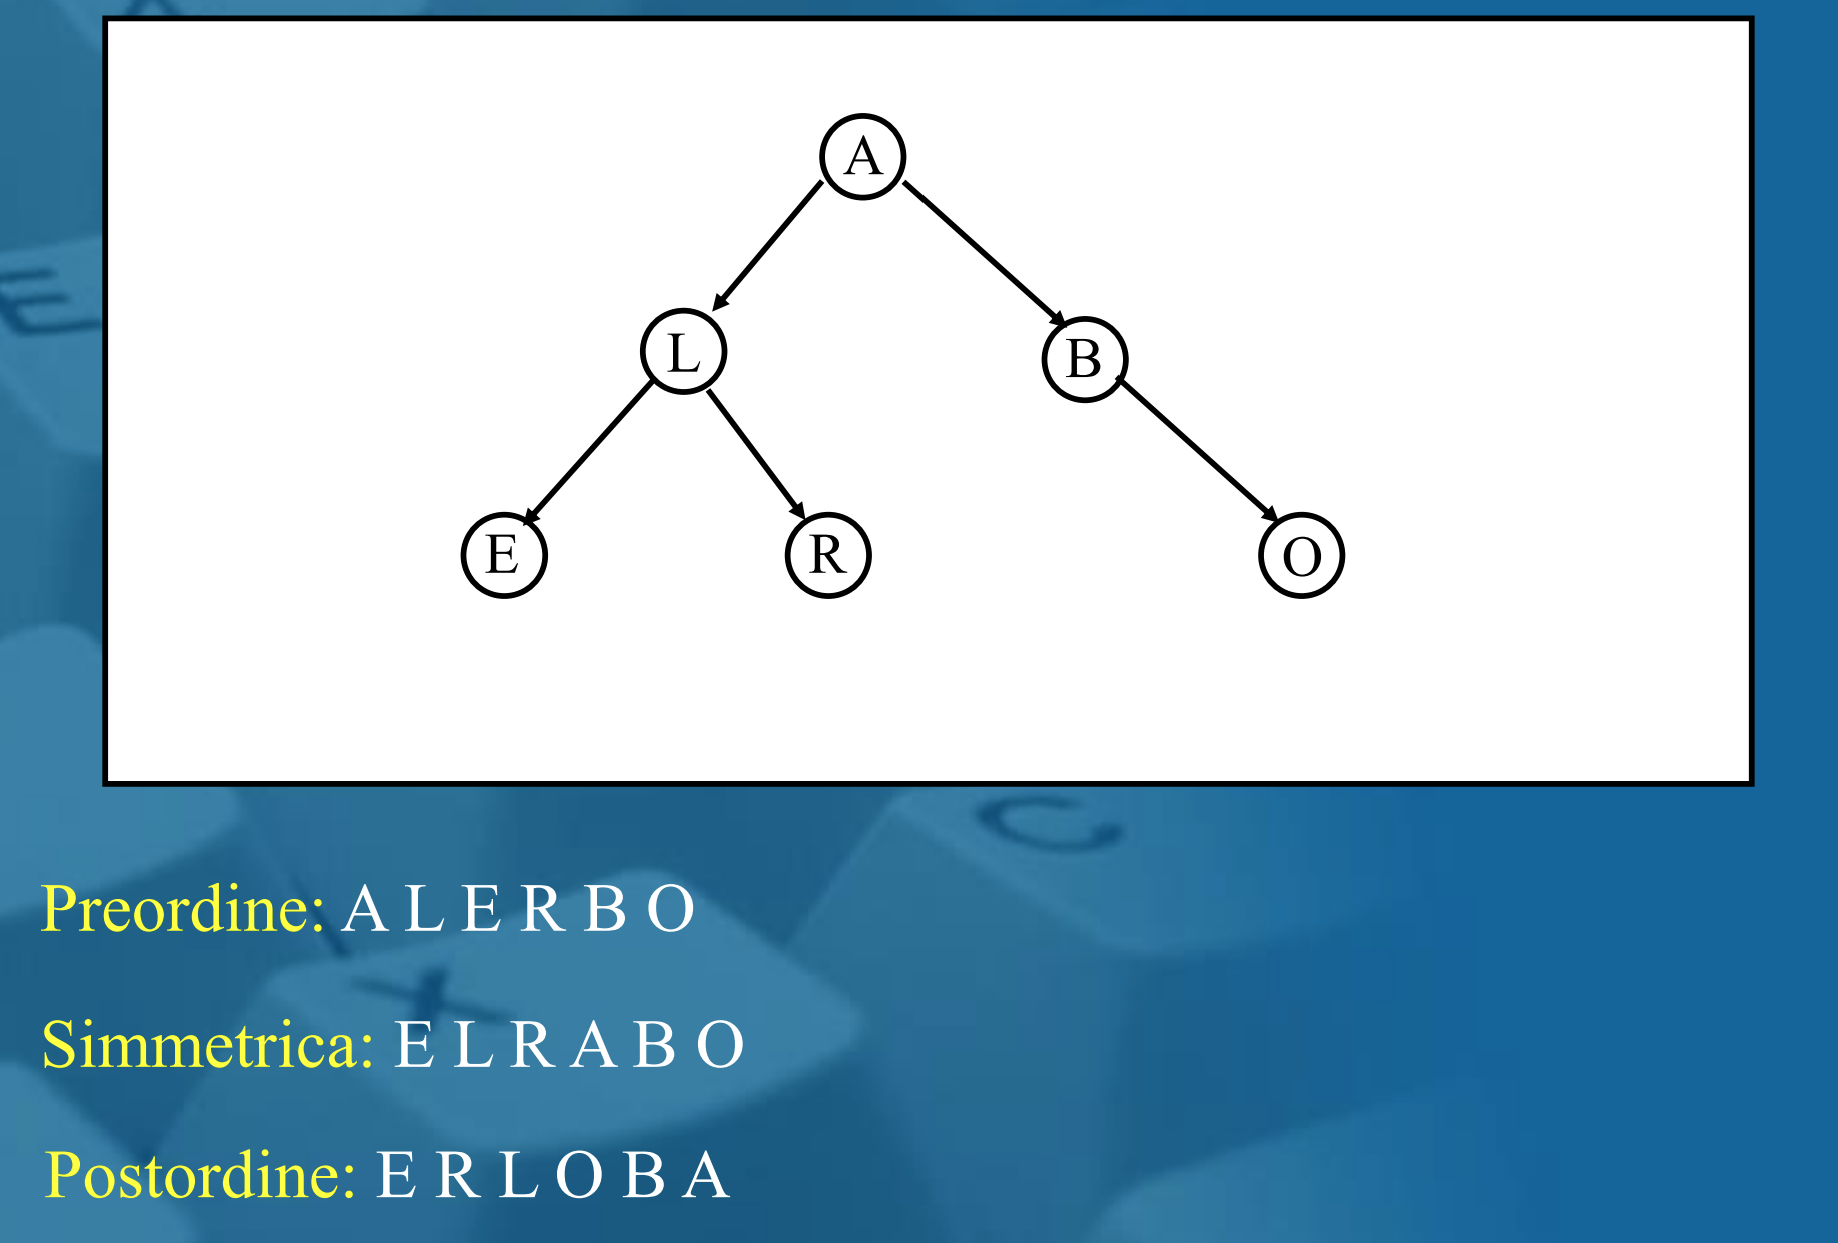 A
L
B
E
R
O
E
C
X
Preordine: A L E R B O
Simmetrica: E L R A B O
Postordine: E R L O B A